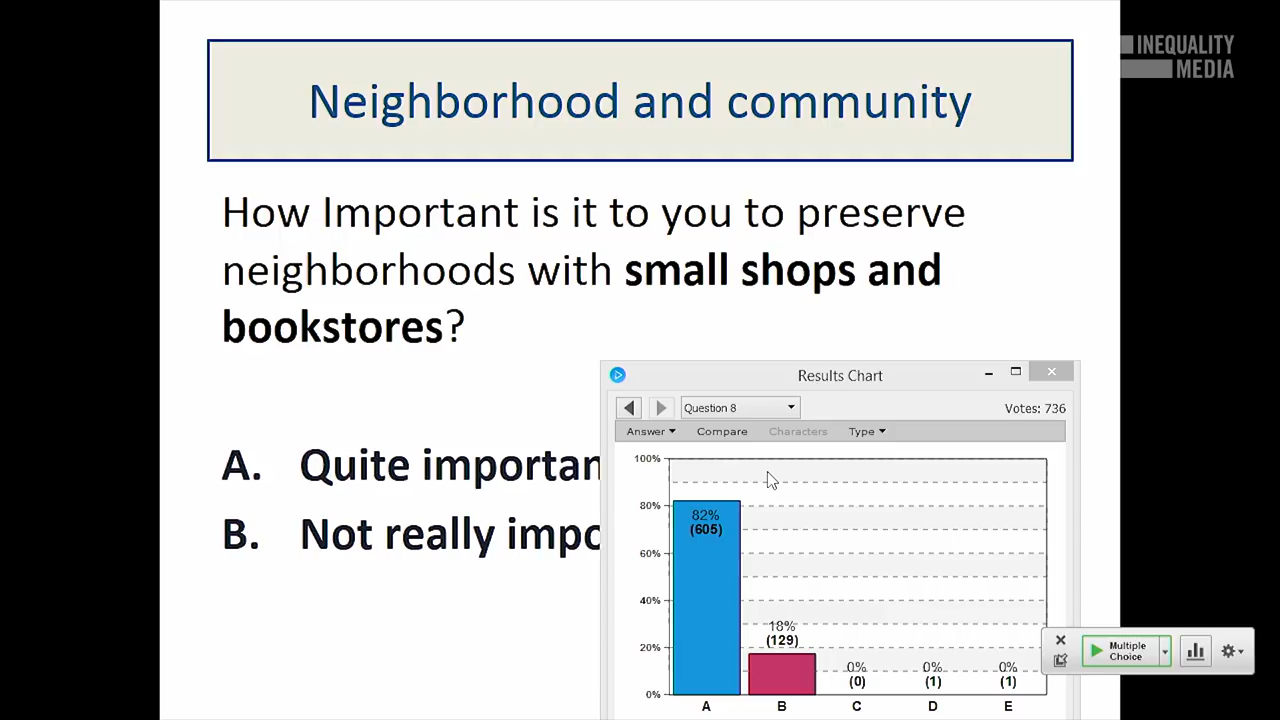 INEQUALITY
MEDIA
Neighborhood and community
How Important is it to you to preserve
neighborhoods with small shops and
bookstores?
A. Quite importan
B. Not really impo
Results Chart
Question 8
Votes: 736
Answer Compare Characters Type
100%
80%
60%
40%
20%
0%
82%
(605)
18%
(129)
0%
(0)
0%
(1)
0%
(1)
A B C D E
Multiple
Choice